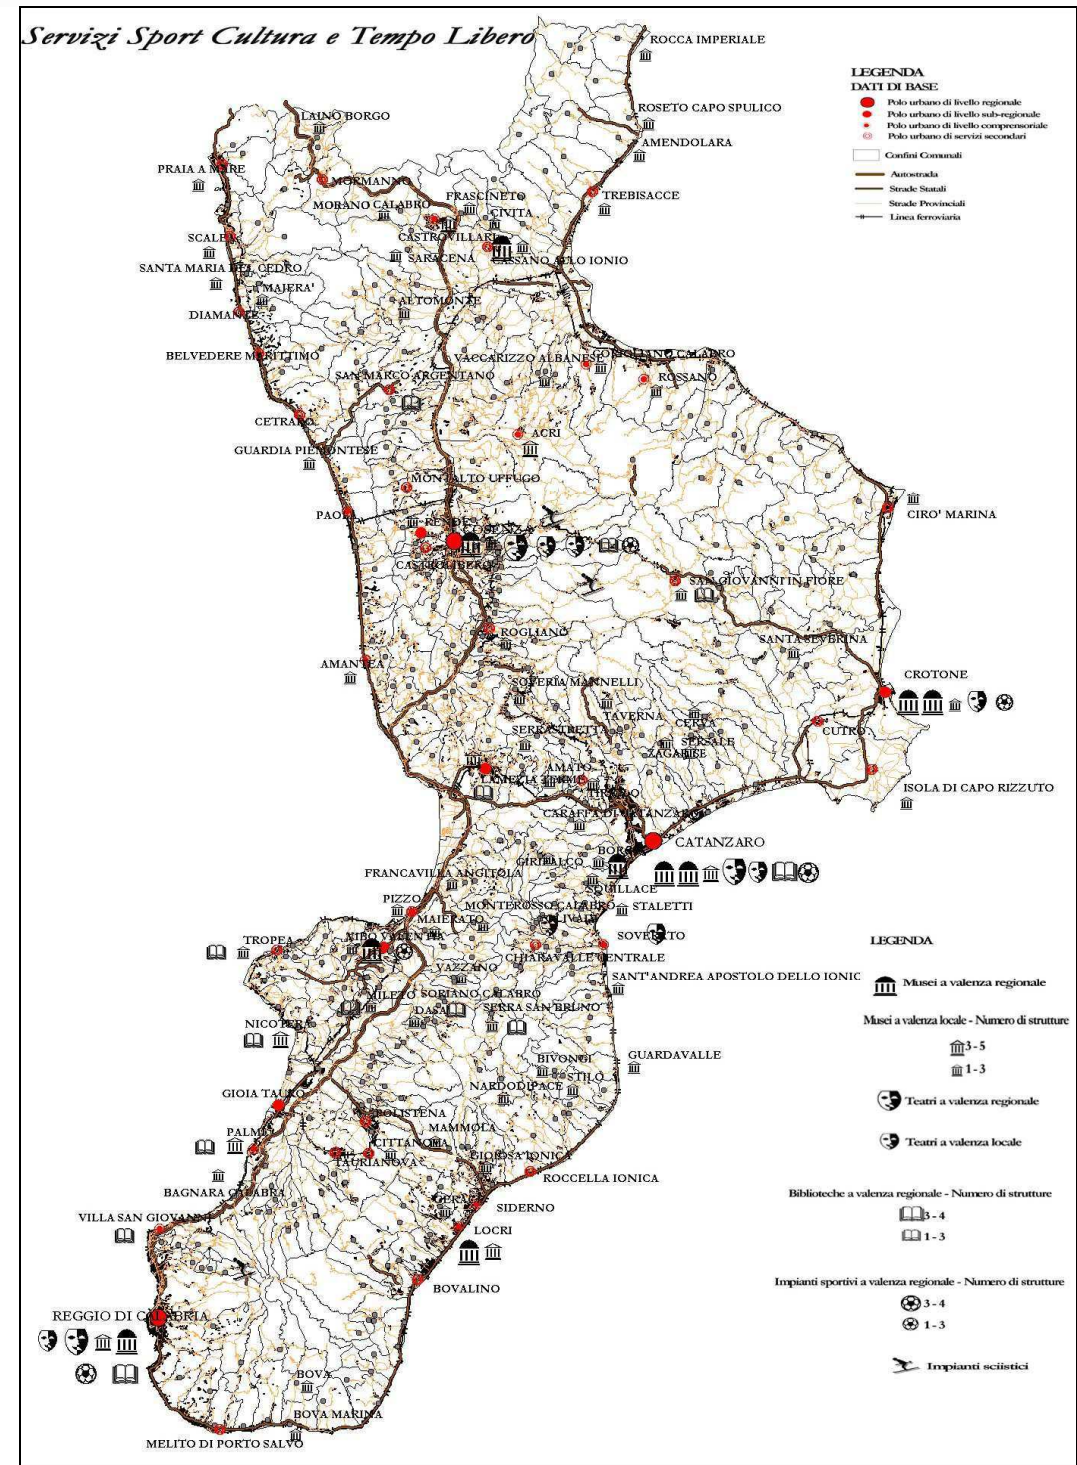 Servizi Sport Cultura e Tempo Libero
ROCCA IMPERIALE
LEGENDA
DATI DI BASE
Polo urbano di livello regionale
Polo urbano di livello sub-regionale
Polo urbano di livello comprensoriale
Polo urbano di servizi secondari
Confini Comunali
Autostrada
Strade Statali
Strade Provinciali
Linea ferroviaria
ROSETO CAPO SPULICO
LAINO BORGO
AMENDOLARA
PRAIA A MARE
MORMANNO
FRASCINETO
TREBISACCE
MORANO CALABRO
CIVITA
SCALEA
CASTROVILLARI
SARACENA
CASSANO ALLO IONIO
SANTA MARIA DEL CEDRO
MAJERA'
ALTOMONTE
DIAMANTE
BELVEDERE MARITTIMO
VACCARIZZO ALBANESE
CORIGLIANO CALABRO
SAN MARCO ARGENTANO
ROSSANO
CETRARO
ACRI
GUARDIA PIEMONTESE
MONTALTO UFFUGO
PAOLA
CIRO' MARINA
RENDE
COSENZA
CASTROLIBERO
SAN GIOVANNI IN FIORE
ROGLIANO
SANTA SEVERINA
AMANTEA
CROTONE
SOVERIA MANNELLI
TAVERNA
CERVA
SERRASTRETTA
CUTRO
SERSALE
ZAGARISE
AMATO
LAMEZIA TERME
TIRIOLO
ISOLA DI CAPO RIZZUTO
CARAFFA DI CATANZARO
CATANZARO
BORGIA
GIRIFALCO
FRANCAVILLA ANGITOLA
SQUILLACE
PIZZO
MONTEROSSO CALABRO
STALETTI
MAIERATO
OLIVADI
TROPEA
VIBO VALENTIA
SOVERATO
CHIARAVALLE CENTRALE
VAZZANO
SANT'ANDREA APOSTOLO DELLO IONIC
MILETO
SORIANO CALABRO
DASA'
SERRA SAN BRUNO
NICOTERA
BIVONGI
GUARDAVALLE
STILO
NARDODIPACE
GIOIA TAURO
POLISTENA
PALMI
MAMMOLA
CITTANOVA
TAURIANOVA
GIOIOSA IONICA
ROCCELLA IONICA
BAGNARA CALABRA
GERACE
SIDERNO
VILLA SAN GIOVANNI
LOCRI
BOVALINO
REGGIO DI CALABRIA
BOVA
BOVA MARINA
MELITO DI PORTO SALVO
LEGENDA
Musei a valenza regionale
Musei a valenza locale - Numero di strutture
3 - 5
1 - 3
Teatri a valenza regionale
Teatri a valenza locale
Biblioteche a valenza regionale - Numero di strutture
3 - 4
1 - 3
Impianti sportivi a valenza regionale - Numero di strutture
3 - 4
1 - 3
Impianti sciistici